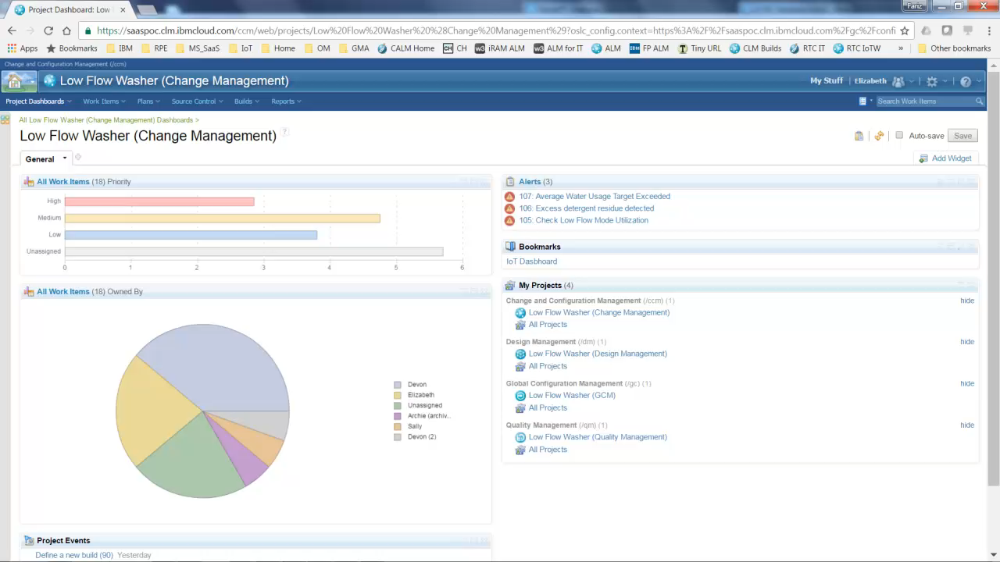 Project Dashboard: Low
Fariz
https://saaspoc.clm.ibmcloud.com/ccm/web/projects/Low%20Flow%20Washer%20%28Change%20Management%29?oslc_config.context=https%3A%2F%2Fsaaspoc.clm.ibmcloud.com%2Fgc%2Fconfi
Apps Bookmarks IBM RPE MS_SaaS IoT Home OM GMA CALM Home CH CH w3 iRAM ALM w3 ALM for IT ALM IBM FP ALM T Tiny URL CLM Builds RTC IT RTC IoTW » Other bookmarks
Change and Configuration Management (/ccm)
Low Flow Washer (Change Management)
My Stuff Elizabeth
Project Dashboards Work Items Plans Source Control Builds Reports
Search Work Items
All Low Flow Washer (Change Management) Dashboards >
Low Flow Washer (Change Management) ?
Auto-save Save
General
Add Widget
All Work Items (18) Priority
High
Medium
Low
Unassigned
0 1 2 3 4 5 6
All Work Items (18) Owned By
Devon
Elizabeth
Unassigned
Archie (archiv...
Sally
Devon (2)
Project Events
Define a new build (90) Yesterday
Alerts (3)
107: Average Water Usage Target Exceeded
106: Excess detergent residue detected
105: Check Low Flow Mode Utilization
Bookmarks
IoT Dasbhoard
My Projects (4)
Change and Configuration Management (/ccm) (1) hide
Low Flow Washer (Change Management)
All Projects
Design Management (/dm) (1) hide
Low Flow Washer (Design Management)
All Projects
Global Configuration Management (/gc) (1) hide
Low Flow Washer (GCM)
All Projects
Quality Management (/qm) (1) hide
Low Flow Washer (Quality Management)
All Projects